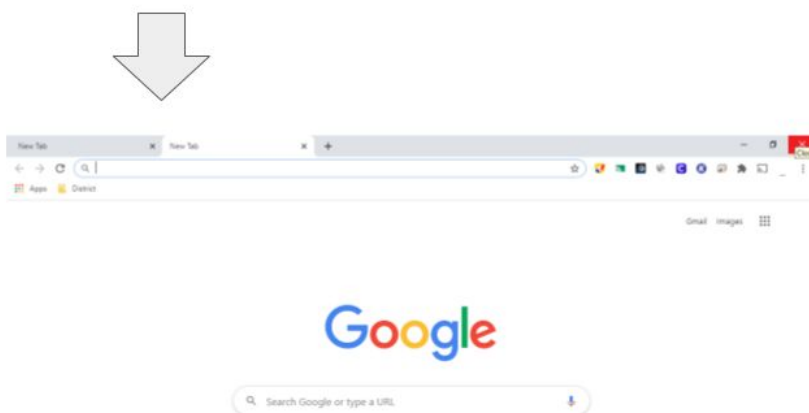 New Tab New Tab
Apps District
Gmail Images
Google
Search Google or type a URL